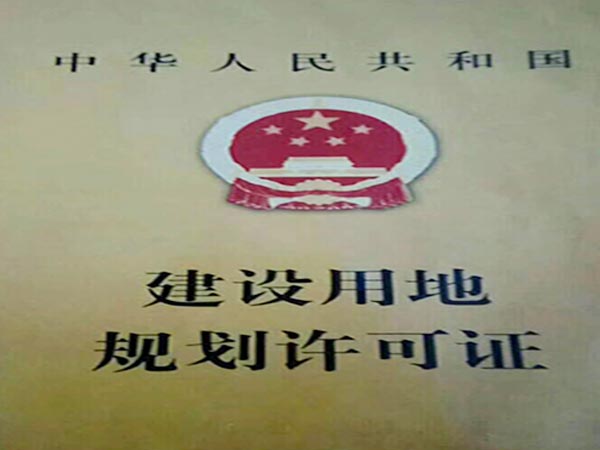 中华人民共和国
建设用地
规划许可证